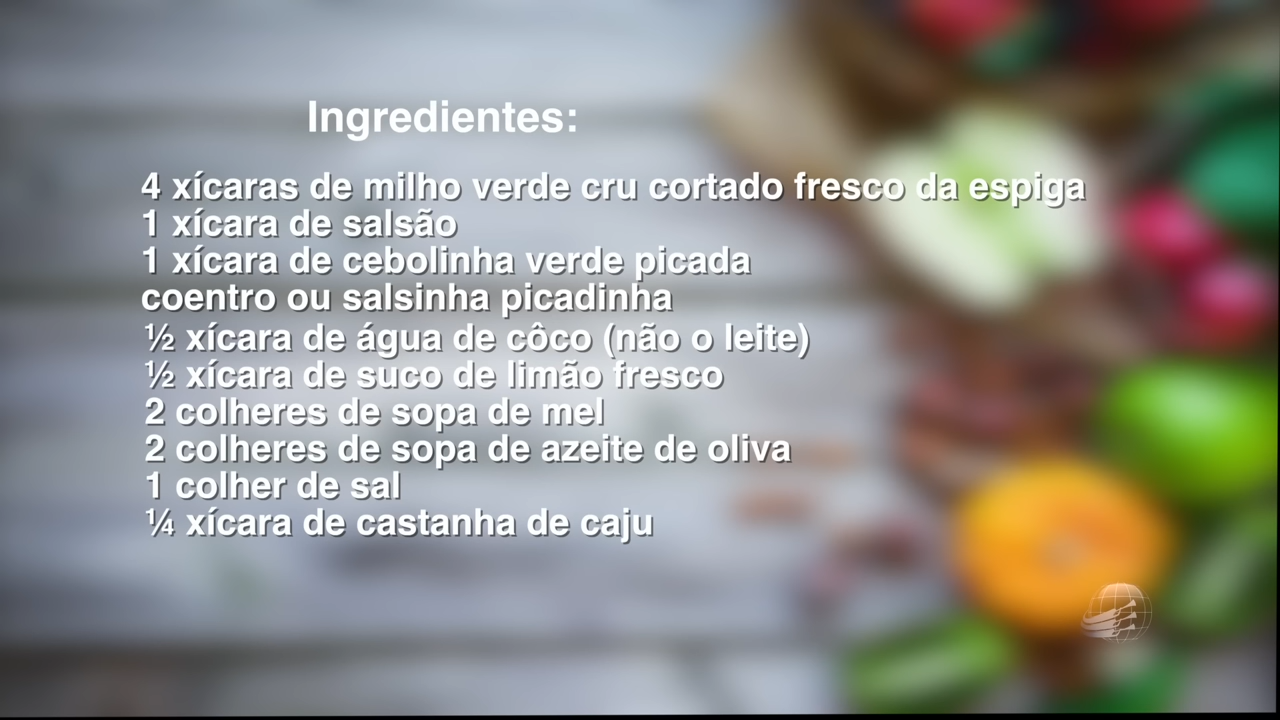 Ingredientes:
4 xícaras de milho verde cru cortado fresco da espiga
1 xícara de salsão
1 xícara de cebolinha verde picada
coentro ou salsinha picadinha
½ xícara de água de côco (não o leite)
½ xícara de suco de limão fresco
2 colheres de sopa de mel
2 colheres de sopa de azeite de oliva
1 colher de sal
¼ xícara de castanha de caju